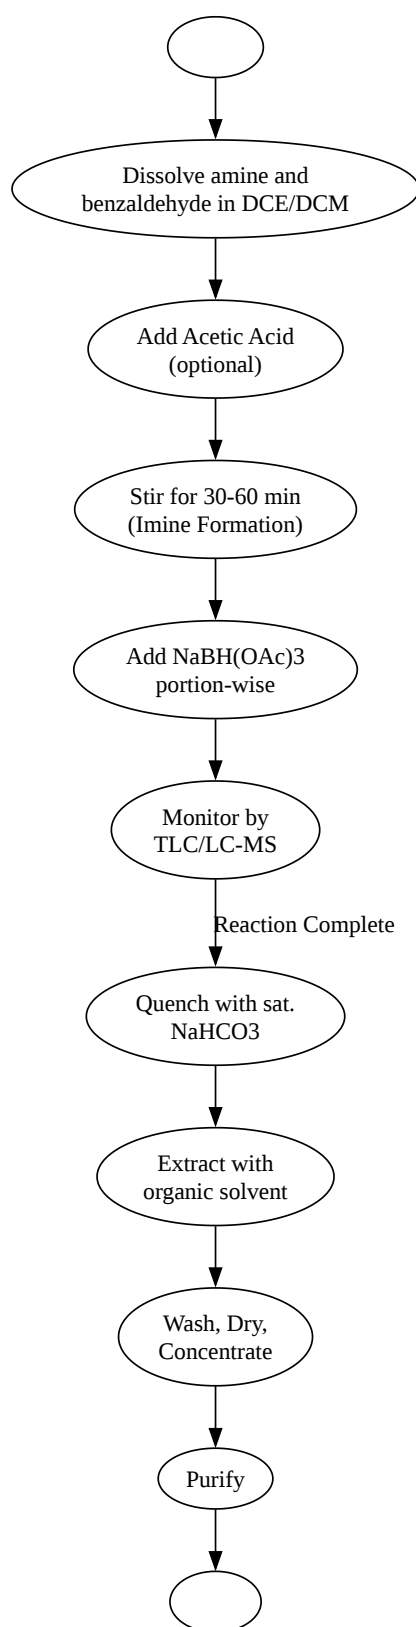 Dissolve amine and
benzaldehyde in DCE/DCM
Add Acetic Acid
(optional)
Stir for 30-60 min
(Imine Formation)
Add NaBH(OAc)3
portion-wise
Monitor by
TLC/LC-MS
Reaction Complete
Quench with sat.
NaHCO3
Extract with
organic solvent
Wash, Dry,
Concentrate
Purify